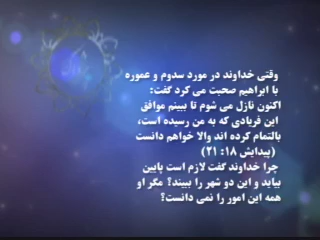 وقتی خداوند در مورد سدوم و عموره
با ابراهیم صحبت می کرد گفت:
اکنون نازل می شوم تا ببینم موافق
این فریادی که به من رسیده است،
بالتمام کرده اند والا خواهم دانست
(پیدایش ۱۸: ۲۱)
چرا خداوند گفت لازم است پایین
بیاید و این دو شهر را ببیند؟ مگر او
همه این امور را نمی دانست؟